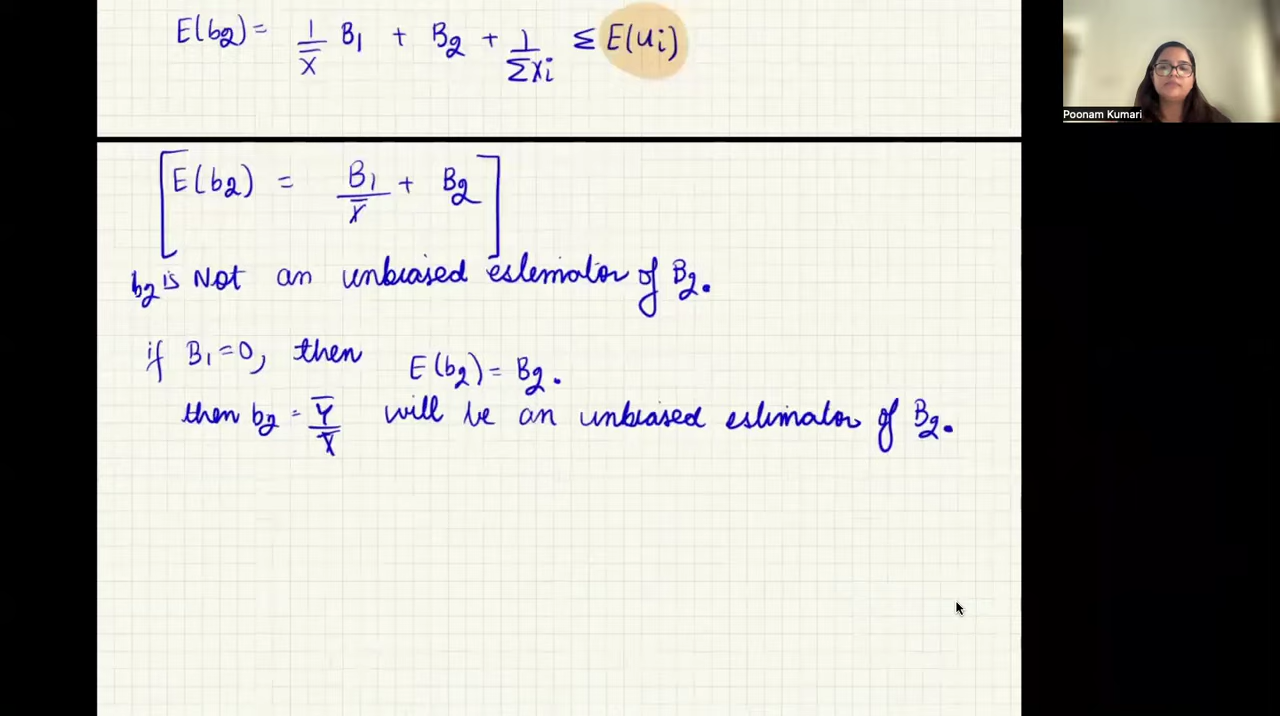 E(b2) = 1/X̄ B1 + B2 + 1/ΣXi Σ E(ui)
Poonam Kumari
[E(b2) = B1/X̄ + B2]
b2 is Not an unbiased estimator of B2.
if B1=0, then E(b2) = B2.
then b2 = Ȳ/X̄ will be an unbiased estimator of B2.